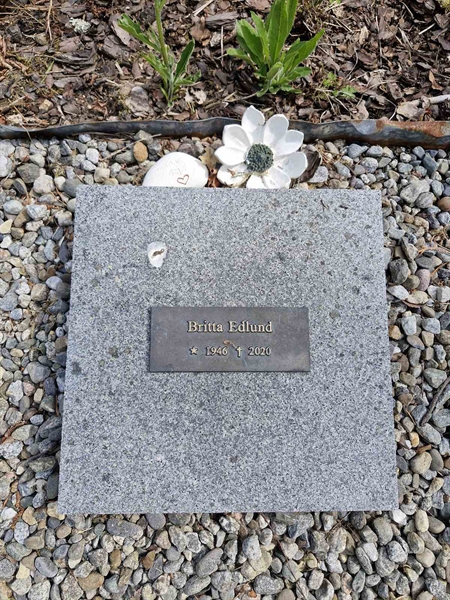 Britta Edlund
★ 1946 ✝ 2020